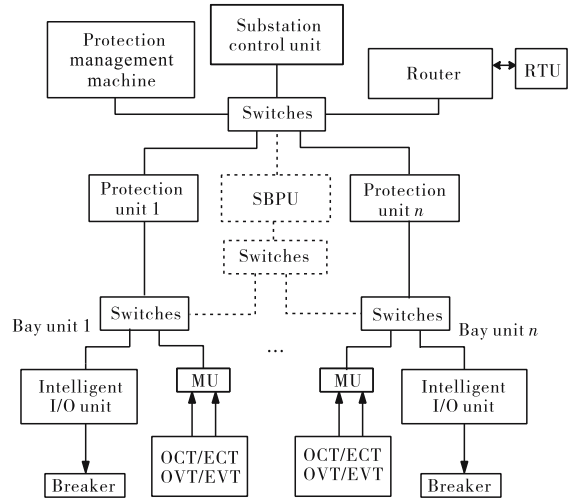 Protection
management
machine
Substation
control unit
Router
RTU
Switches
Protection
unit 1
SBPU
Protection
unit n
Switches
Switches
Switches
Bay unit 1
Bay unit n
...
Intelligent
I/O unit
MU
MU
Intelligent
I/O unit
OCT/ECT
OVT/EVT
OCT/ECT
OVT/EVT
Breaker
Breaker